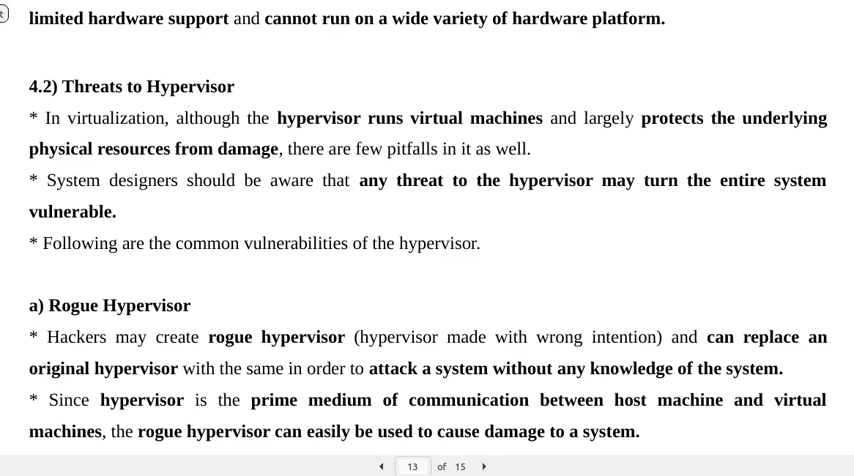 t
limited hardware support and cannot run on a wide variety of hardware platform.
4.2) Threats to Hypervisor
* In virtualization, although the hypervisor runs virtual machines and largely protects the underlying
physical resources from damage, there are few pitfalls in it as well.
* System designers should be aware that any threat to the hypervisor may turn the entire system
vulnerable.
* Following are the common vulnerabilities of the hypervisor.
a) Rogue Hypervisor
* Hackers may create rogue hypervisor (hypervisor made with wrong intention) and can replace an
original hypervisor with the same in order to attack a system without any knowledge of the system.
* Since hypervisor is the prime medium of communication between host machine and virtual
machines, the rogue hypervisor can easily be used to cause damage to a system.
13 of 15